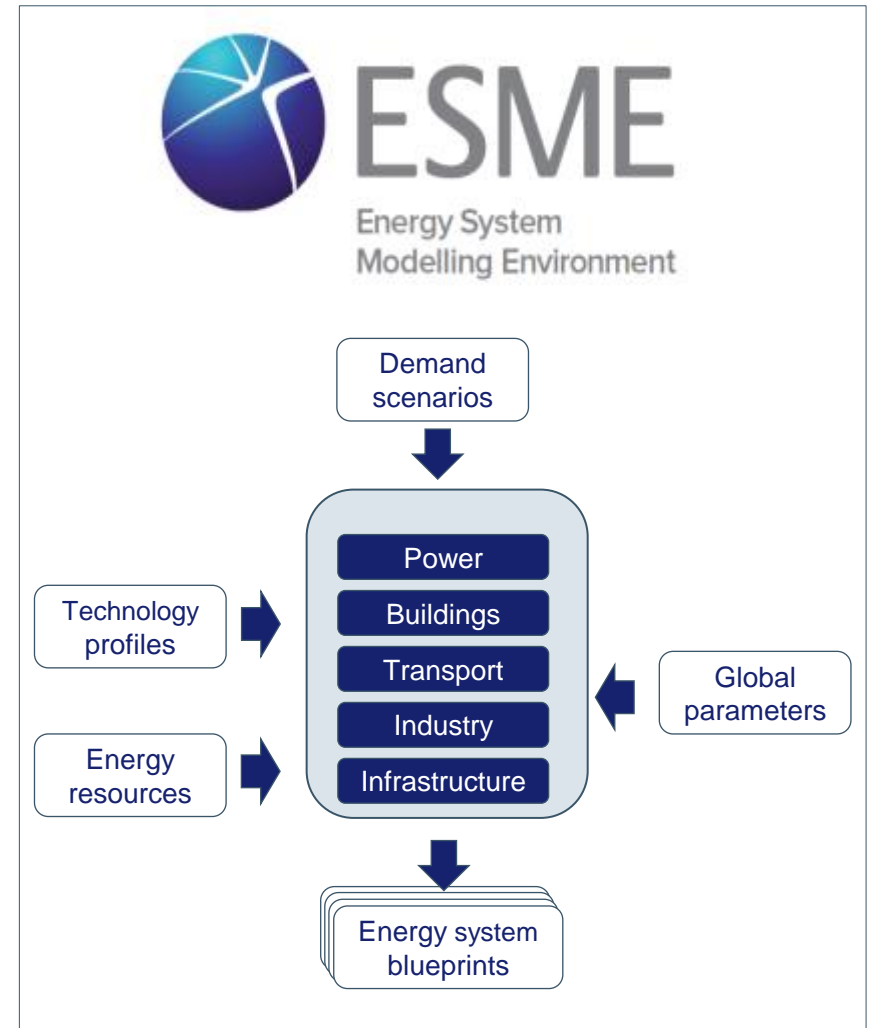 ESME
Energy System
Modelling Environment
Demand
scenarios
Power
Buildings
Transport
Industry
Infrastructure
Technology
profiles
Energy
resources
Global
parameters
Energy system
blueprints